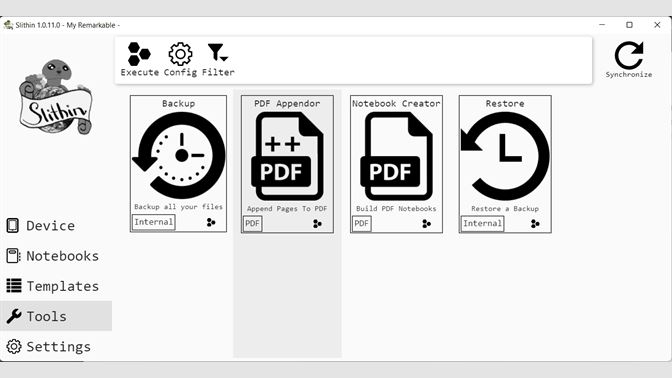 Slithin 1.0.11.0 - My Remarkable -
Slithin
Execute Config Filter
Synchronize
Backup
Backup all your files
Internal
PDF Appendor
++
PDF
Append Pages To PDF
PDF
Notebook Creator
PDF
Build PDF Notebooks
PDF
Restore
Restore a Backup
Internal
Device
Notebooks
Templates
Tools
Settings